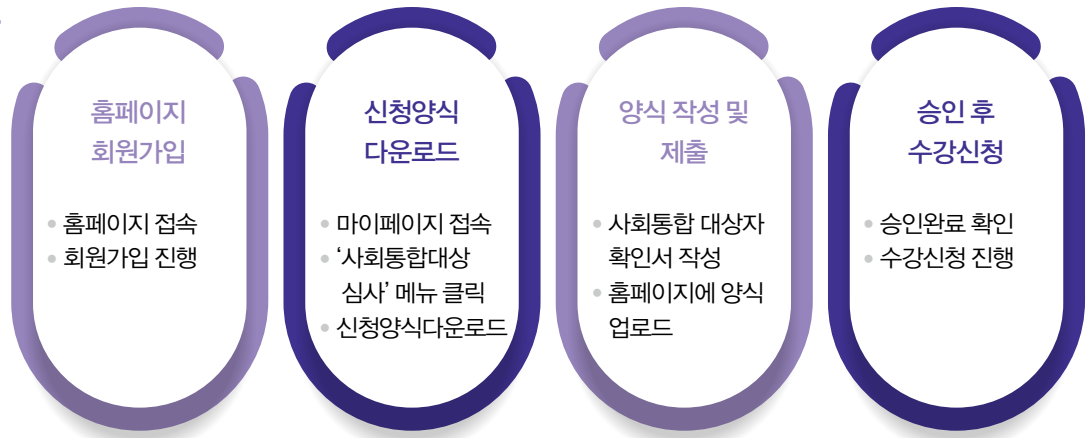 홈페이지
회원가입
• 홈페이지 접속
• 회원가입 진행
신청양식
다운로드
• 마이페이지 접속
• ‘사회통합대상
심사’ 메뉴 클릭
• 신청양식다운로드
양식 작성 및
제출
• 사회통합 대상자
확인서 작성
• 홈페이지에 양식
업로드
승인 후
수강신청
• 승인완료 확인
• 수강신청 진행